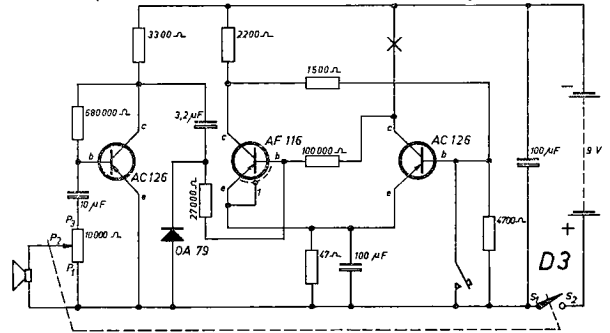 3300 Ω
2200 Ω
1500 Ω
680000 Ω
3,2 µF
AF 116
100000 Ω
AC 126
100 µF
9 V
c
b
e
AC126
c
b
e
f
c
b
e
10 µF
27000 Ω
P3
P2
P1
10000 Ω
OA 79
47 Ω
100 µF
4700 Ω
D3
S1
S2